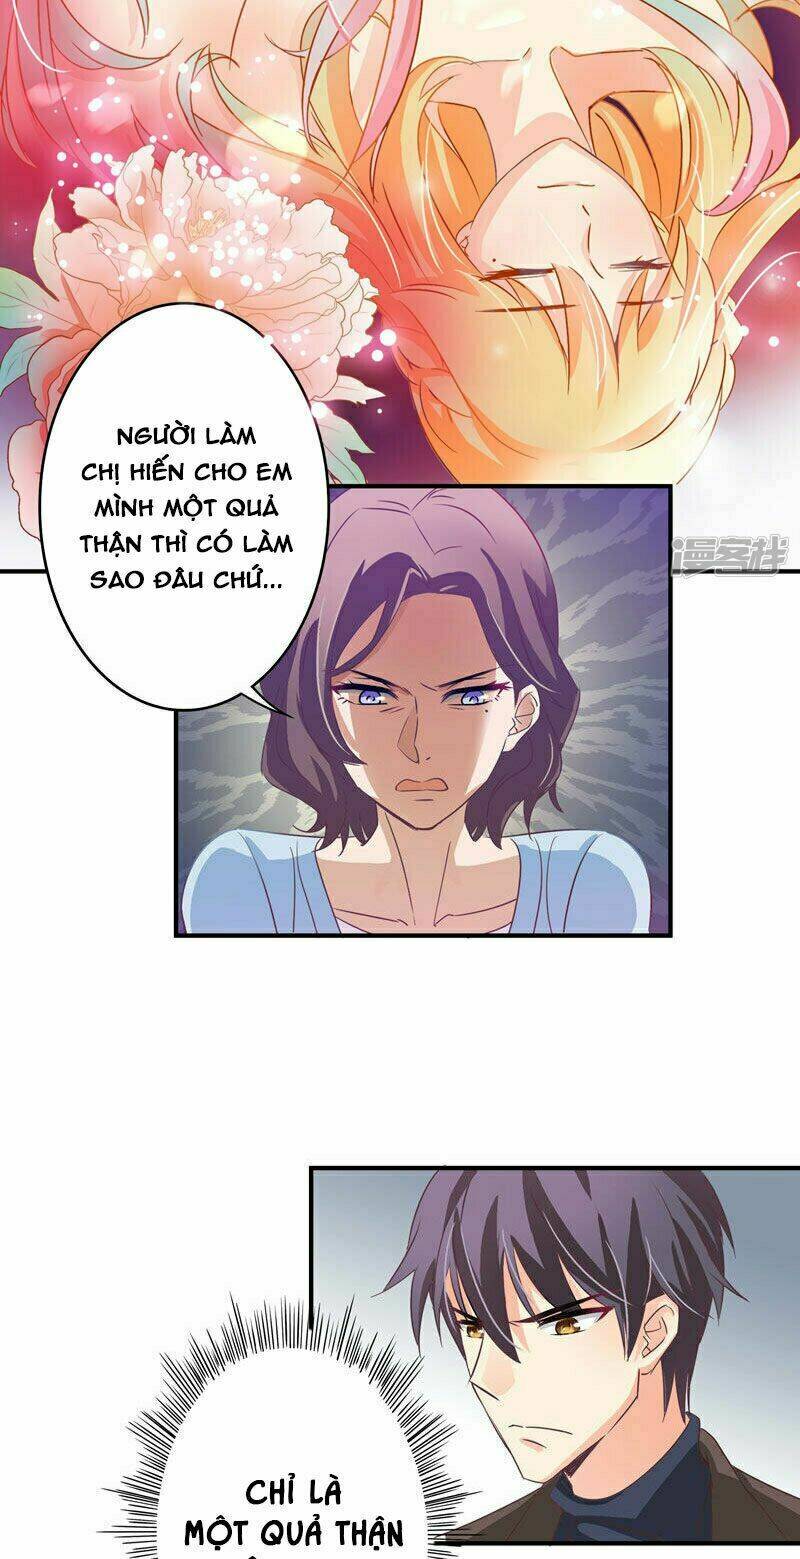 NGƯỜI LÀM
CHỊ HIẾN CHO EM
MÌNH MỘT QUẢ
THẬN THÌ CÓ LÀM
SAO ĐÂU CHỨ...
漫客栈
CHỈ LÀ
MỘT QUẢ THẬN